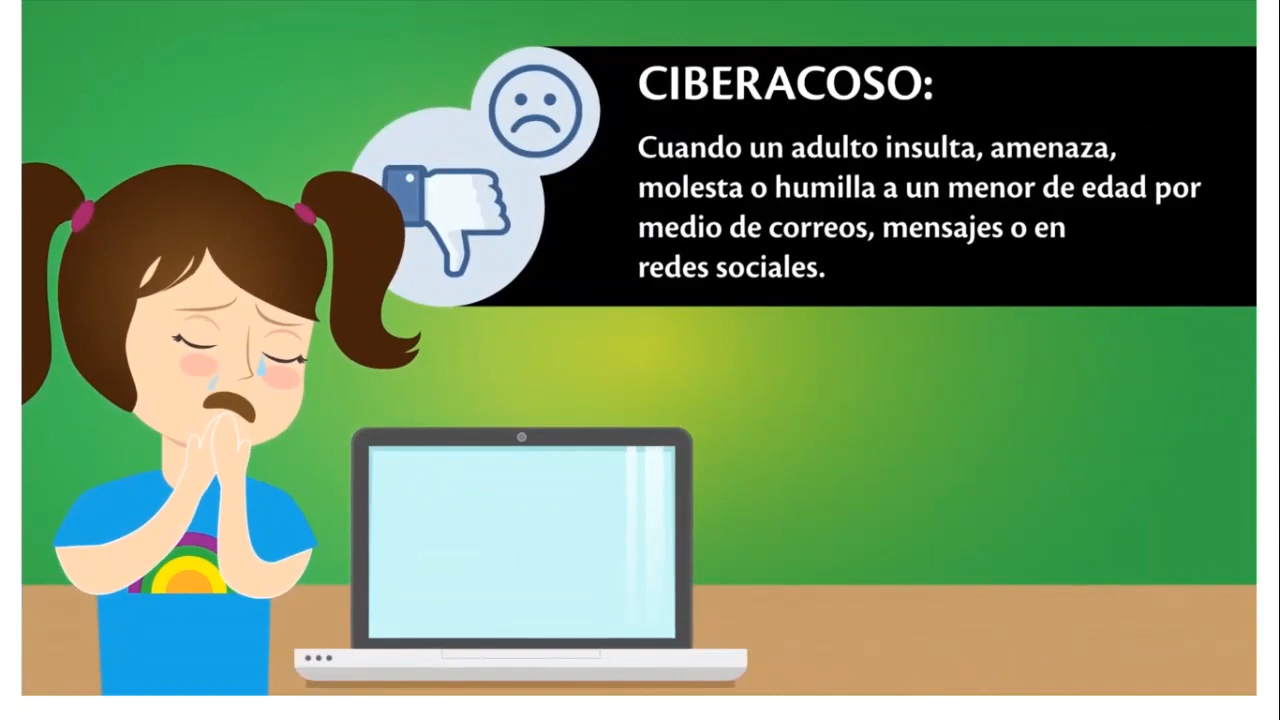 CIBERACOSO:
Cuando un adulto insulta, amenaza,
molesta o humilla a un menor de edad por
medio de correos, mensajes o en
redes sociales.